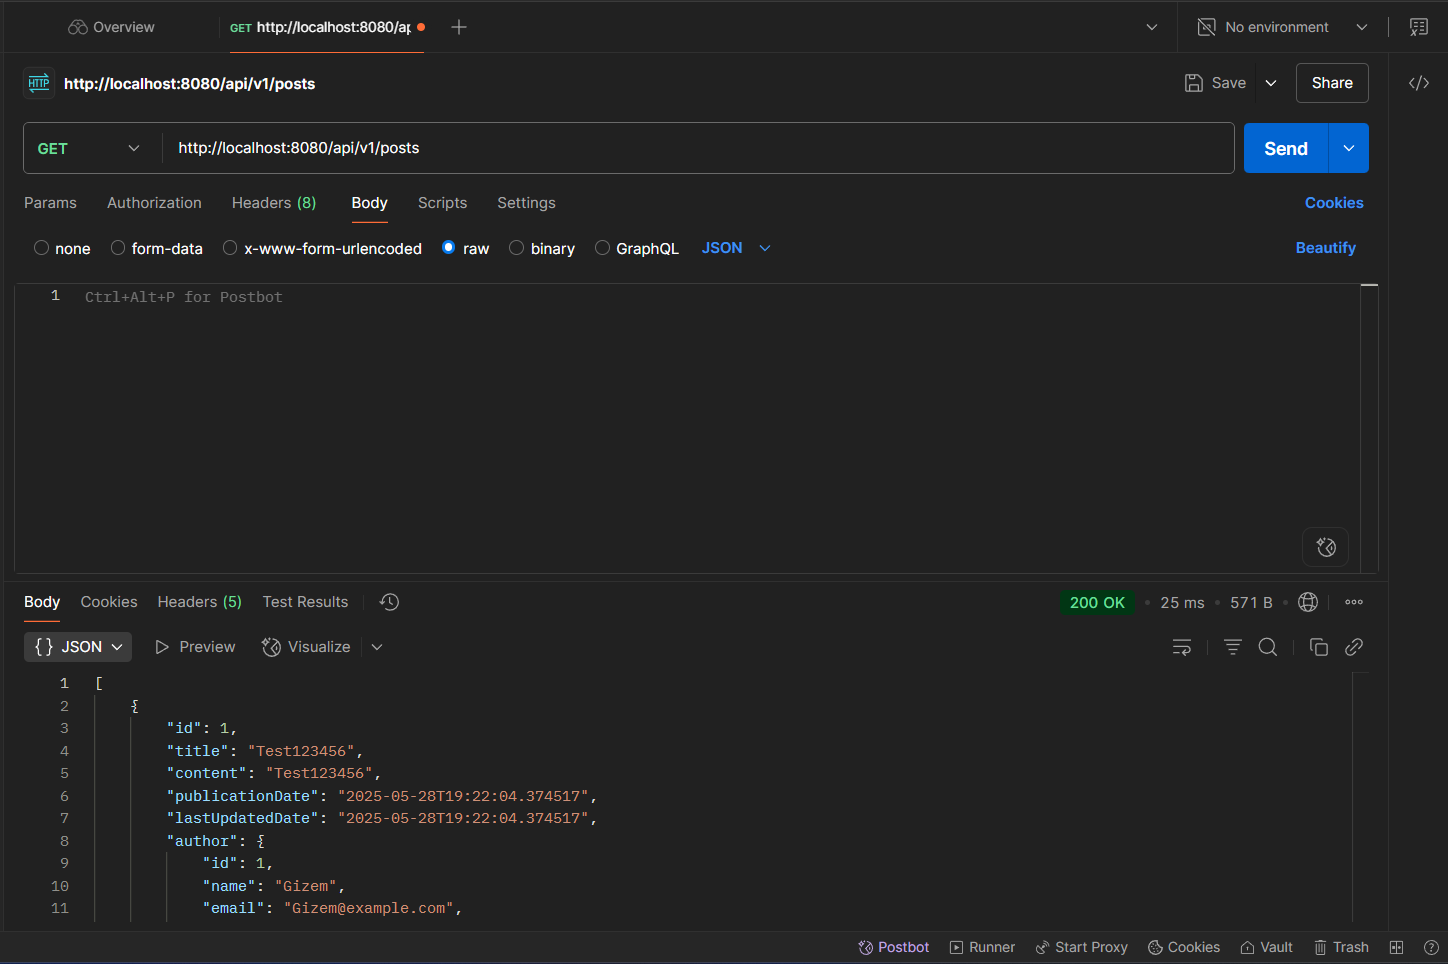 Overview
GET http://localhost:8080/ap
No environment
HTTP http://localhost:8080/api/v1/posts
Save
Share
GET
http://localhost:8080/api/v1/posts
Send
Params Authorization Headers (8) Body Scripts Settings
Cookies
none form-data x-www-form-urlencoded raw binary GraphQL JSON
Beautify
1 Ctrl+Alt+P for Postbot
Body Cookies Headers (5) Test Results
200 OK • 25 ms • 571 B •
{} JSON Preview Visualize
1 [
2 {
3 "id": 1,
4 "title": "Test123456",
5 "content": "Test123456",
6 "publicationDate": "2025-05-28T19:22:04.374517",
7 "lastUpdatedDate": "2025-05-28T19:22:04.374517",
8 "author": {
9 "id": 1,
10 "name": "Gizem",
11 "email": "Gizem@example.com",
Postbot Runner Start Proxy Cookies Vault Trash